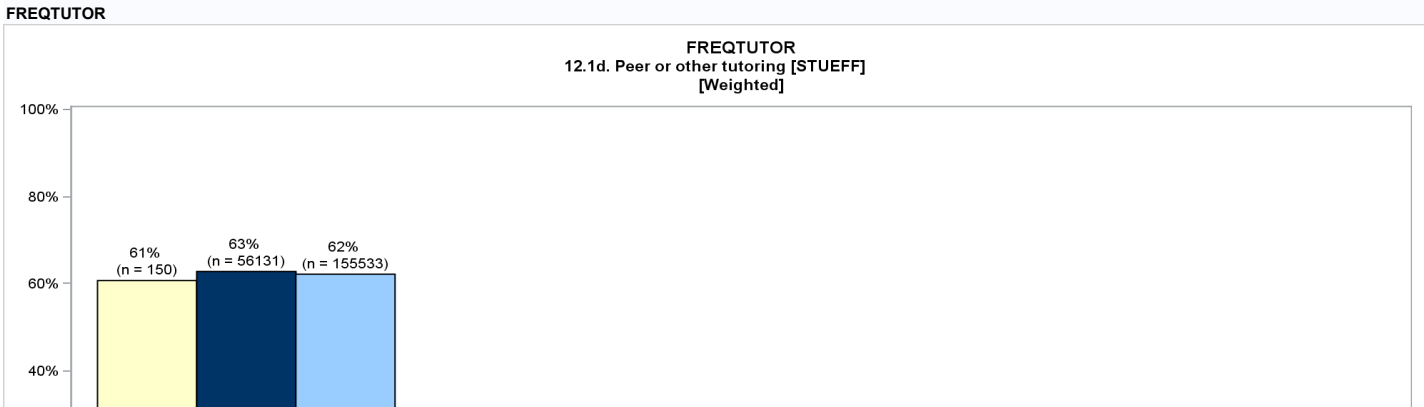 FREQTUTOR
FREQTUTOR
12.1d. Peer or other tutoring [STUEFF]
[Weighted]
100%
80%
61%
(n = 150)
63%
(n = 56131)
62%
(n = 155533)
60%
40%